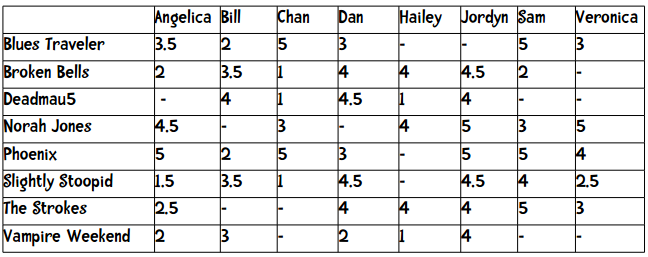 Angelica Bill Chan Dan Hailey Jordyn Sam Veronica
Blues Traveler 3.5 2 5 3 - - 5 3
Broken Bells 2 3.5 1 4 4 4.5 2 -
Deadmau5 - 4 1 4.5 1 4 - -
Norah Jones 4.5 - 3 - 4 5 3 5
Phoenix 5 2 5 3 - 5 5 4
Slightly Stoopid 1.5 3.5 1 4.5 - 4.5 4 2.5
The Strokes 2.5 - - 4 4 4 5 3
Vampire Weekend 2 3 - 2 1 4 - -